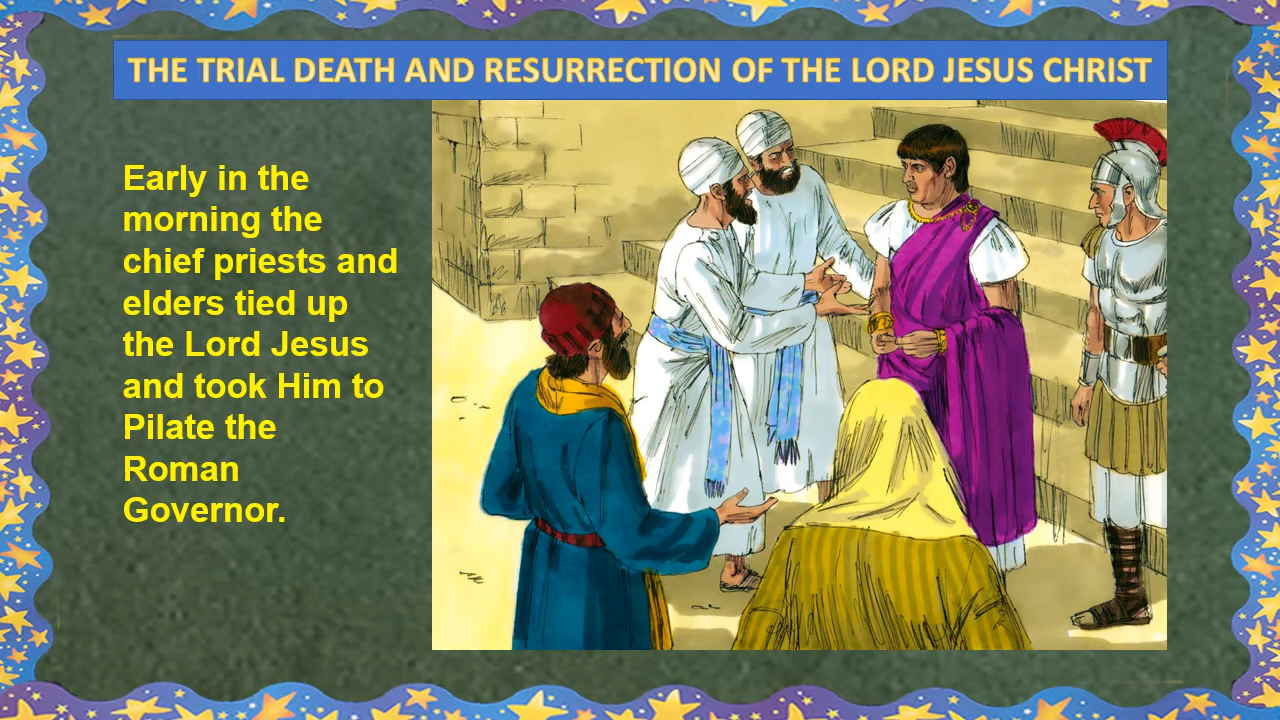 THE TRIAL DEATH AND RESURRECTION OF THE LORD JESUS CHRIST
Early in the
morning the
chief priests and
elders tied up
the Lord Jesus
and took Him to
Pilate the
Roman
Governor.